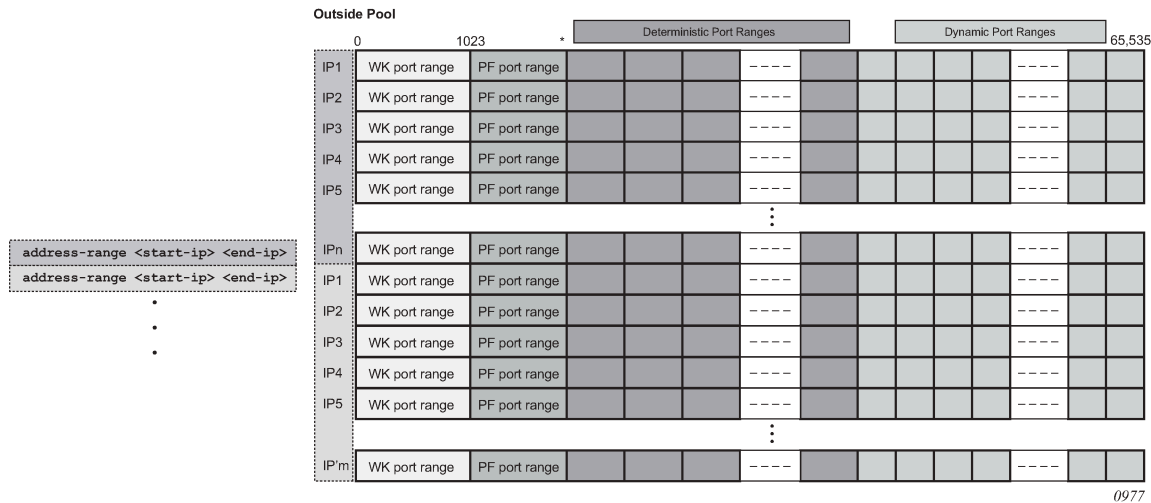 Outside Pool
Deterministic Port Ranges Dynamic Port Ranges
0 1023 * 65,535
IP1 WK port range PF port range
IP2 WK port range PF port range
IP3 WK port range PF port range
IP4 WK port range PF port range
IP5 WK port range PF port range
IPn WK port range PF port range
address-range <start-ip> <end-ip>
address-range <start-ip> <end-ip>
IP1 WK port range PF port range
IP2 WK port range PF port range
IP3 WK port range PF port range
IP4 WK port range PF port range
IP5 WK port range PF port range
IP'm WK port range PF port range
0977